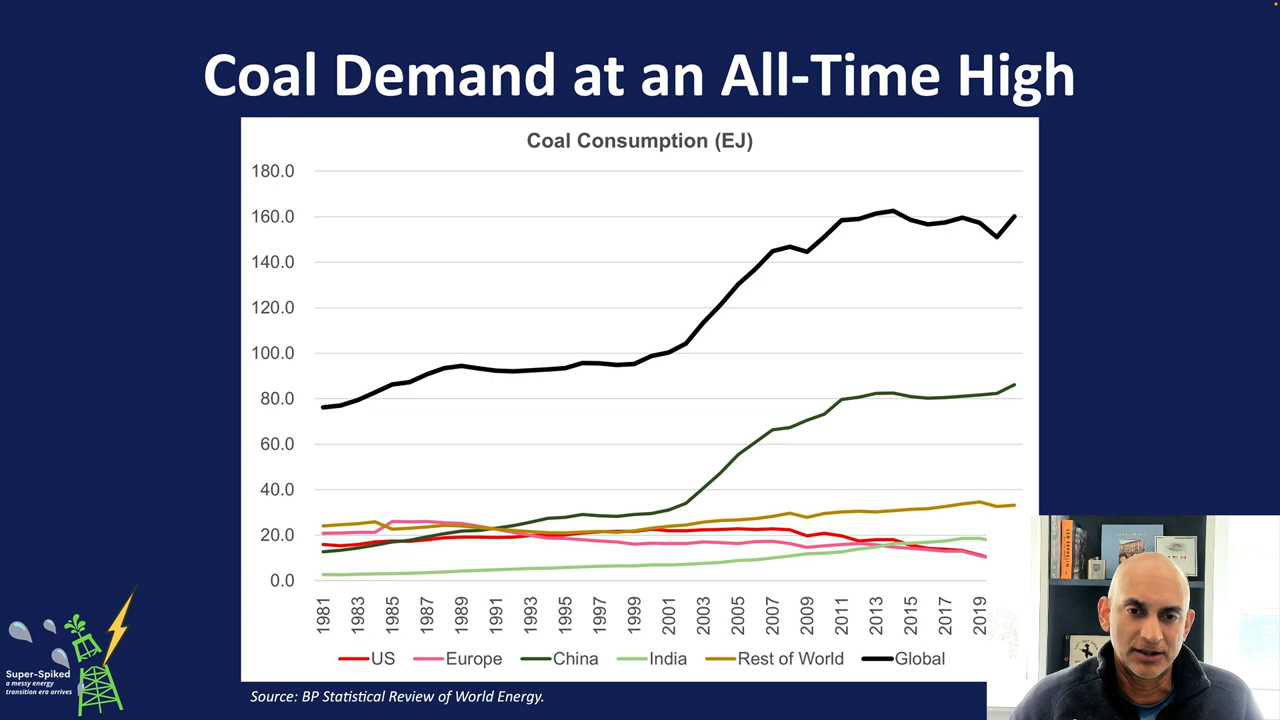 Coal Demand at an All-Time High
Coal Consumption (EJ)
180.0
160.0
140.0
120.0
100.0
80.0
60.0
40.0
20.0
0.0
1981
1983
1985
1987
1989
1991
1993
1995
1997
1999
2001
2003
2005
2007
2009
2011
2013
2015
2017
2019
US
Europe
China
India
Rest of World
Global
Super-Spiked
a messy energy
transition era arrives
Source: BP Statistical Review of World Energy.
LED ZEPPELIN